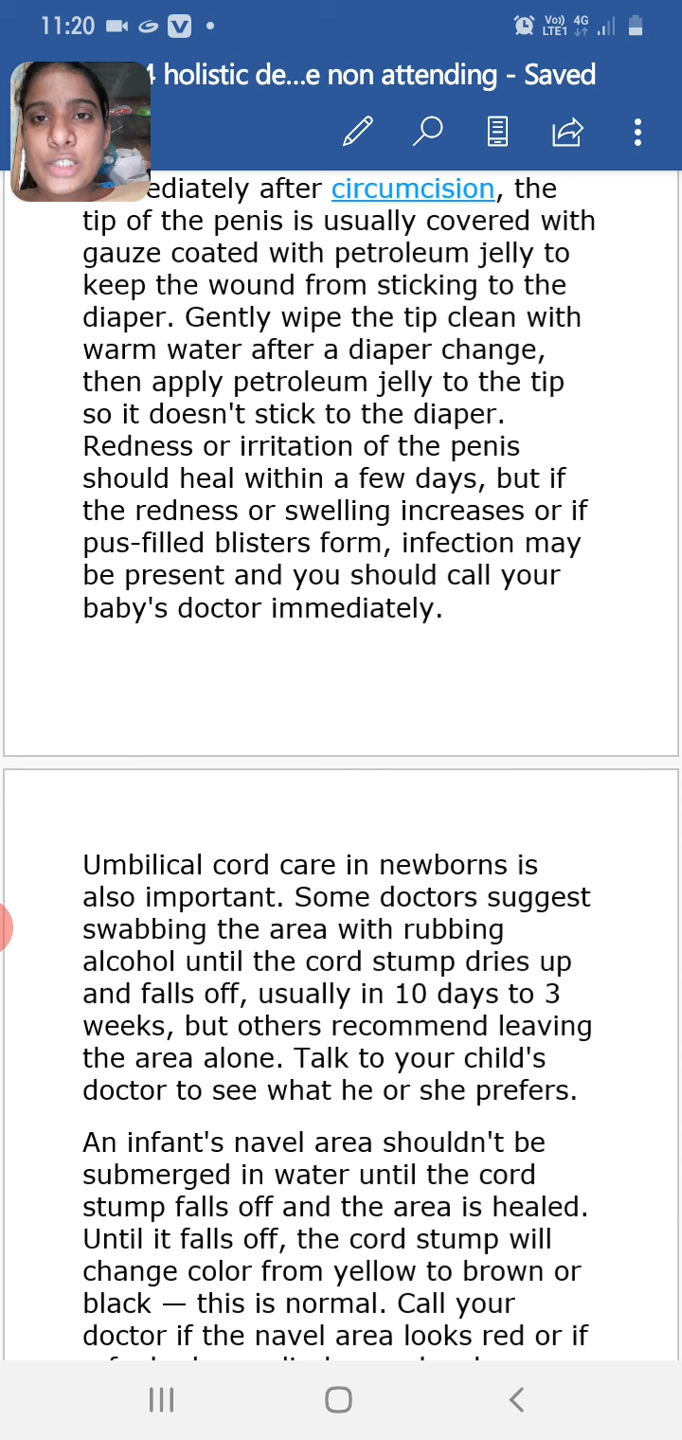 11:20 Vo)) 4G LTE1
4 holistic de...e non attending - Saved
ediately after circumcision, the
tip of the penis is usually covered with
gauze coated with petroleum jelly to
keep the wound from sticking to the
diaper. Gently wipe the tip clean with
warm water after a diaper change,
then apply petroleum jelly to the tip
so it doesn't stick to the diaper.
Redness or irritation of the penis
should heal within a few days, but if
the redness or swelling increases or if
pus-filled blisters form, infection may
be present and you should call your
baby's doctor immediately.
Umbilical cord care in newborns is
also important. Some doctors suggest
swabbing the area with rubbing
alcohol until the cord stump dries up
and falls off, usually in 10 days to 3
weeks, but others recommend leaving
the area alone. Talk to your child's
doctor to see what he or she prefers.
An infant's navel area shouldn't be
submerged in water until the cord
stump falls off and the area is healed.
Until it falls off, the cord stump will
change color from yellow to brown or
black — this is normal. Call your
doctor if the navel area looks red or if